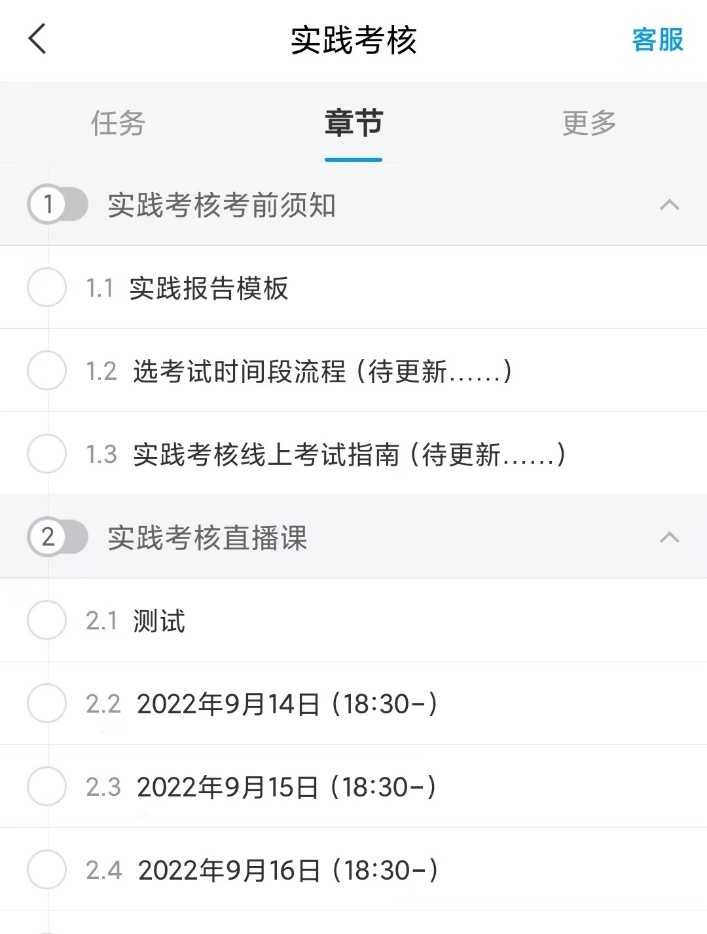 实践考核
客服
任务
章节
更多
1 实践考核考前须知
1.1 实践报告模板
1.2 选考试时间段流程（待更新......）
1.3 实践考核线上考试指南（待更新......）
2 实践考核直播课
2.1 测试
2.2 2022年9月14日（18:30-）
2.3 2022年9月15日（18:30-）
2.4 2022年9月16日（18:30-）